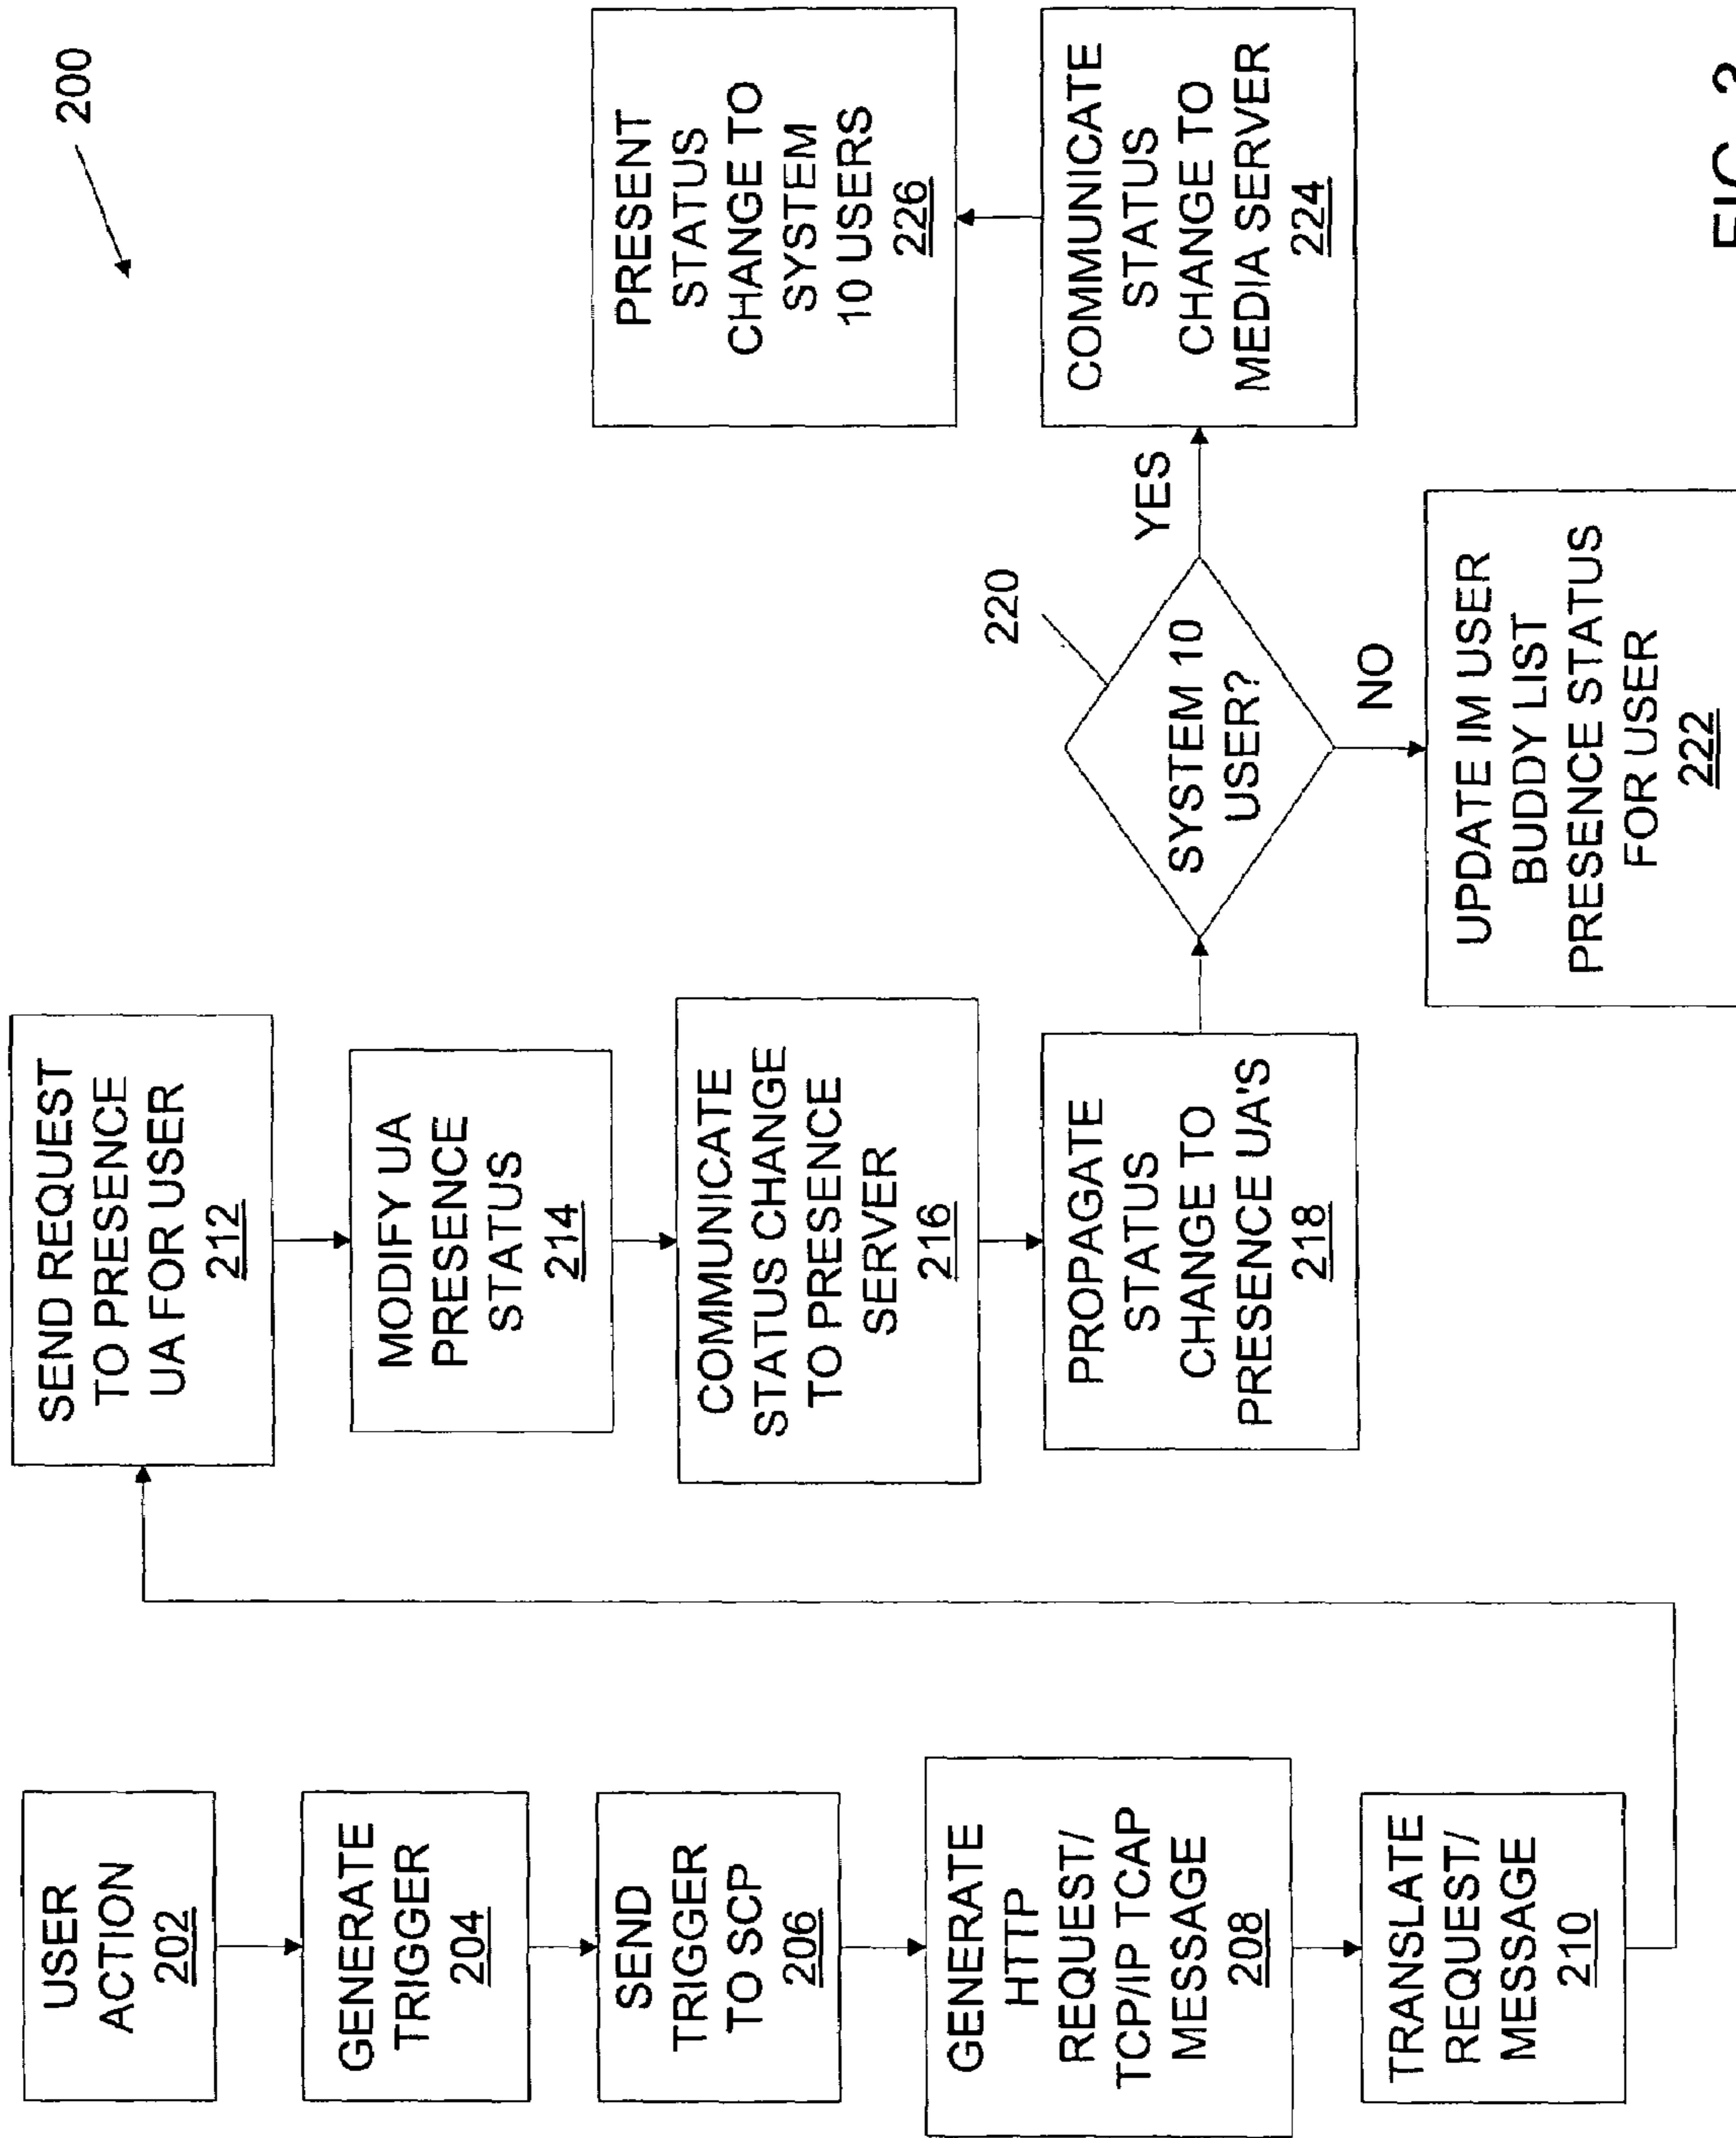 200
USER
ACTION
202
GENERATE
TRIGGER
204
SEND
TRIGGER
TO SCP
206
GENERATE
HTTP
REQUEST/
TCP/IP TCAP
MESSAGE
208
TRANSLATE
REQUEST/
MESSAGE
210
SEND REQUEST
TO PRESENCE
UA FOR USER
212
MODIFY UA
PRESENCE
STATUS
214
COMMUNICATE
STATUS CHANGE
TO PRESENCE
SERVER
216
PROPAGATE
STATUS
CHANGE TO
PRESENCE UA'S
218
220
SYSTEM 10
USER?
YES
NO
UPDATE IM USER
BUDDY LIST
PRESENCE STATUS
FOR USER
222
COMMUNICATE
STATUS
CHANGE TO
MEDIA SERVER
224
PRESENT
STATUS
CHANGE TO
SYSTEM
10 USERS
226